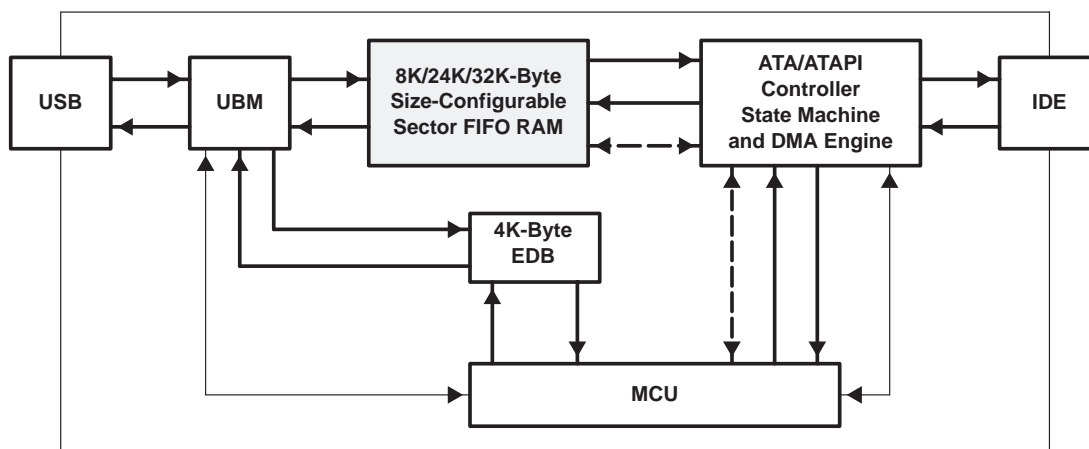 USB
UBM
8K/24K/32K-Byte
Size-Configurable
Sector FIFO RAM
ATA/ATAPI
Controller
State Machine
and DMA Engine
IDE
4K-Byte
EDB
MCU